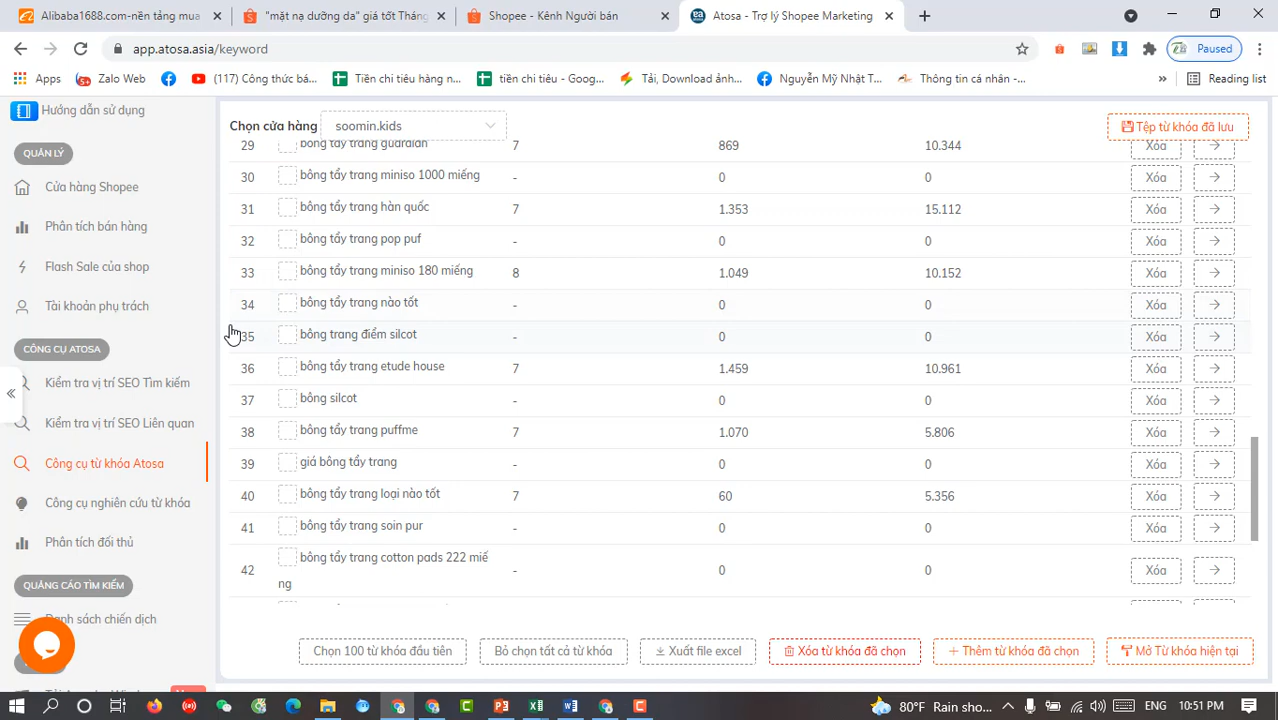 Alibaba1688.com-nền tảng mua
"mặt nạ dưỡng da" giá tốt Tháng
Shopee - Kênh Người bán
Atosa - Trợ lý Shopee Marketing
app.atosa.asia/keyword
Paused
Apps
Zalo Web
(117) Công thức bác...
Tiền chi tiêu hàng n...
tiền chi tiêu - Goog...
Tải, Download ảnh...
Nguyễn Mỹ Nhật T...
Thông tin cá nhân -...
Reading list
Hướng dẫn sử dụng
QUẢN LÝ
Cửa hàng Shopee
Phân tích bán hàng
Flash Sale của shop
Tài khoản phụ trách
CÔNG CỤ ATOSA
Kiểm tra vị trí SEO Tìm kiếm
Kiểm tra vị trí SEO Liên quan
Công cụ từ khóa Atosa
Công cụ nghiên cứu từ khóa
Phân tích đối thủ
QUẢNG CÁO TÌM KIẾM
Danh sách chiến dịch
Chọn cửa hàng soomin.kids
Tệp từ khóa đã lưu
29 bông tẩy trang guardian 7 869 10.344 Xóa
30 bông tẩy trang miniso 1000 miếng - 0 0 Xóa
31 bông tẩy trang hàn quốc 7 1.353 15.112 Xóa
32 bông tẩy trang pop puf - 0 0 Xóa
33 bông tẩy trang miniso 180 miếng 8 1.049 10.152 Xóa
34 bông tẩy trang nào tốt - 0 0 Xóa
35 bông trang điểm silcot - 0 0 Xóa
36 bông tẩy trang etude house 7 1.459 10.961 Xóa
37 bông silcot - 0 0 Xóa
38 bông tẩy trang puffme 7 1.070 5.806 Xóa
39 giá bông tẩy trang - 0 0 Xóa
40 bông tẩy trang loại nào tốt 7 60 5.356 Xóa
41 bông tẩy trang soin pur - 0 0 Xóa
42 bông tẩy trang cotton pads 222 miế - 0 0 Xóa
ng
Chọn 100 từ khóa đầu tiên
Bỏ chọn tất cả từ khóa
Xuất file excel
Xóa từ khóa đã chọn
Thêm từ khóa đã chọn
Mở Từ khóa hiện tại
80°F Rain sho...
ENG
10:51 PM